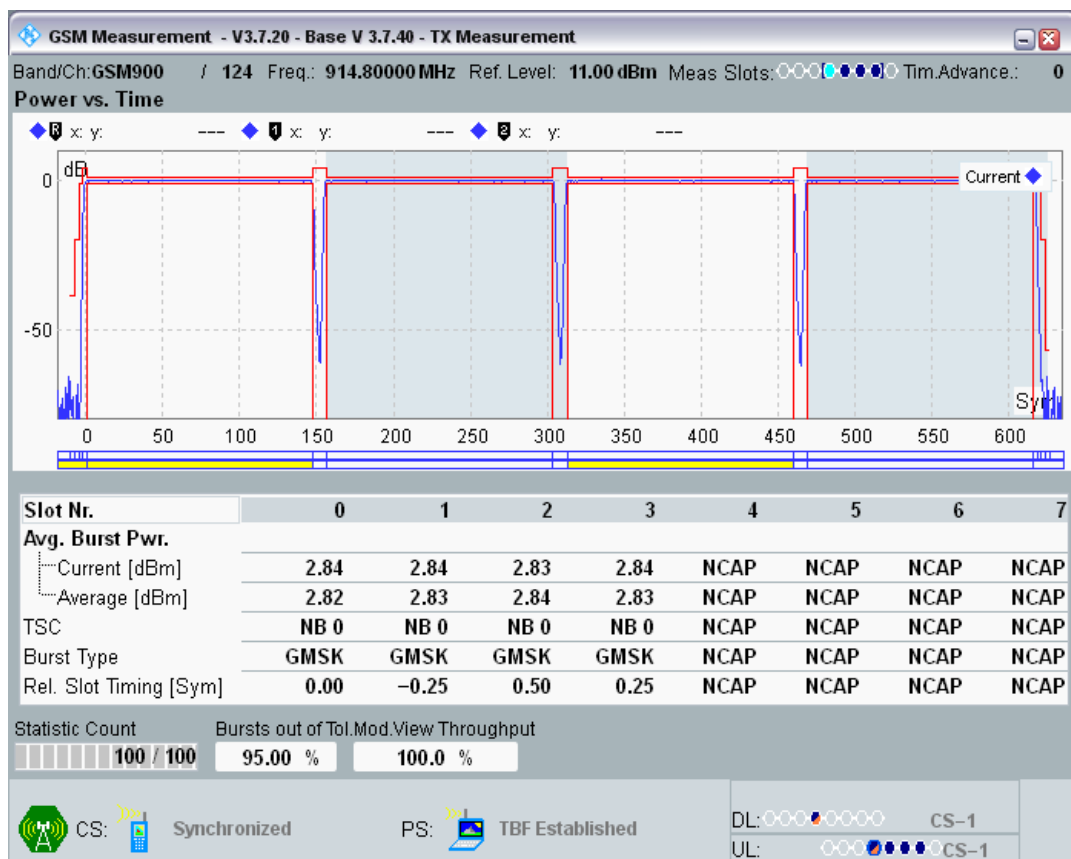 GSM Measurement - V3.7.20 - Base V 3.7.40 - TX Measurement
Band/Ch:GSM900 / 124 Freq.: 914.80000 MHz Ref. Level: 11.00 dBm Meas Slots: Tim.Advance.: 0
Power vs. Time
R x: y: --- 1 x: y: --- 2 x: y: ---
dB
Current
0
-50
Sym
0 50 100 150 200 250 300 350 400 450 500 550 600
Slot Nr. 0 1 2 3 4 5 6 7
Avg. Burst Pwr.
Current [dBm] 2.84 2.84 2.83 2.84 NCAP NCAP NCAP NCAP
Average [dBm] 2.82 2.83 2.84 2.83 NCAP NCAP NCAP NCAP
TSC NB 0 NB 0 NB 0 NB 0 NCAP NCAP NCAP NCAP
Burst Type GMSK GMSK GMSK GMSK NCAP NCAP NCAP NCAP
Rel. Slot Timing [Sym] 0.00 −0.25 0.50 0.25 NCAP NCAP NCAP NCAP
Statistic Count Bursts out of Tol.Mod.View Throughput
100 / 100 95.00 % 100.0 %
CS: Synchronized PS: TBF Established
DL: CS−1
UL: CS−1